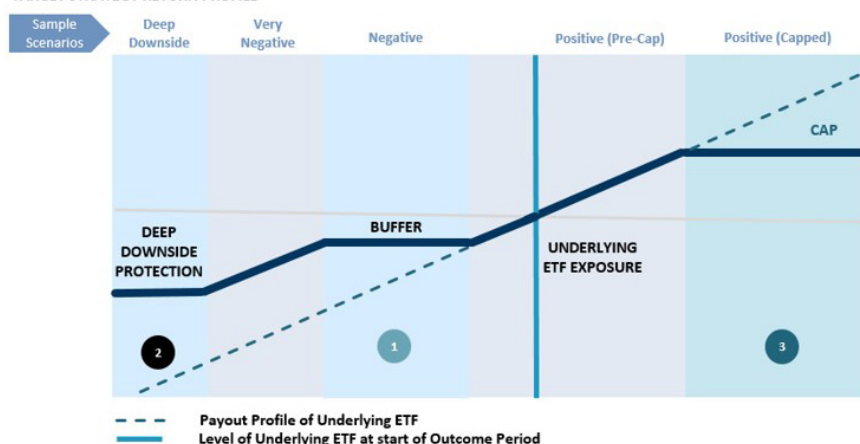 Sample
Scenarios
Deep
Downside
Very
Negative
Negative
Positive (Pre-Cap)
Positive (Capped)
CAP
DEEP
DOWNSIDE
PROTECTION
BUFFER
UNDERLYING
ETF EXPOSURE
2
1
3
Payout Profile of Underlying ETF
Level of Underlying ETF at start of Outcome Period